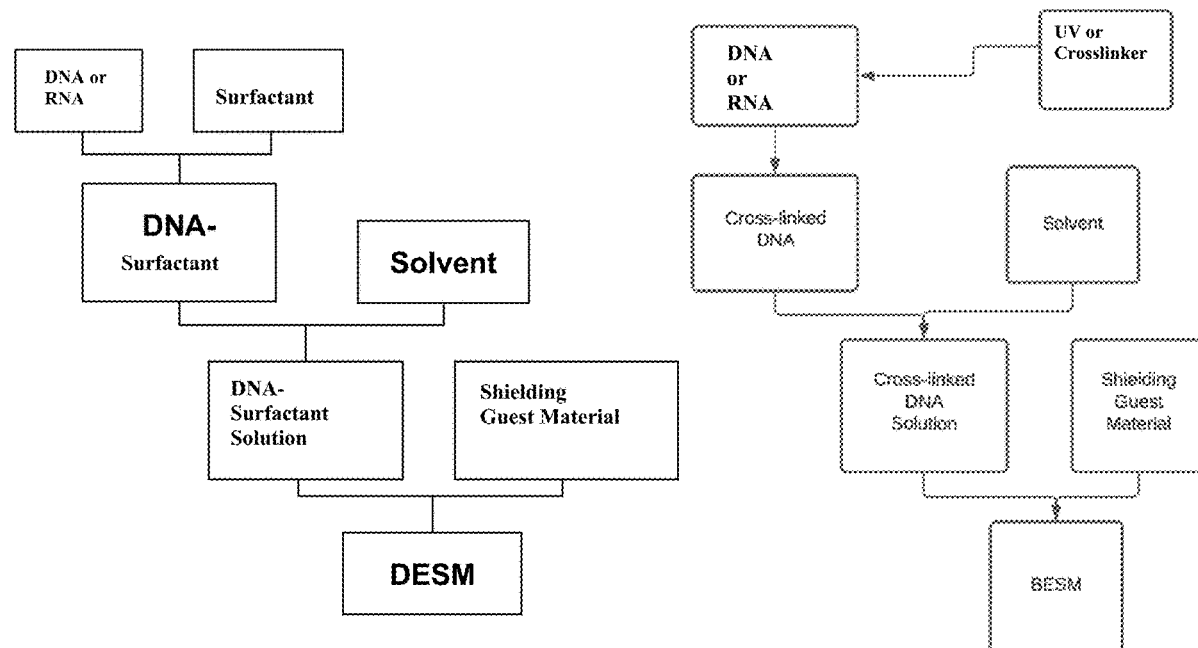 DNA or
RNA
Surfactant
DNA-
Surfactant
Solvent
DNA-
Surfactant
Solution
Shielding
Guest Material
DESM
DNA
or
RNA
UV or
Crosslinker
Cross-linked
DNA
Solvent
Cross-linked
DNA
Solution
Shielding
Guest
Material
BESM